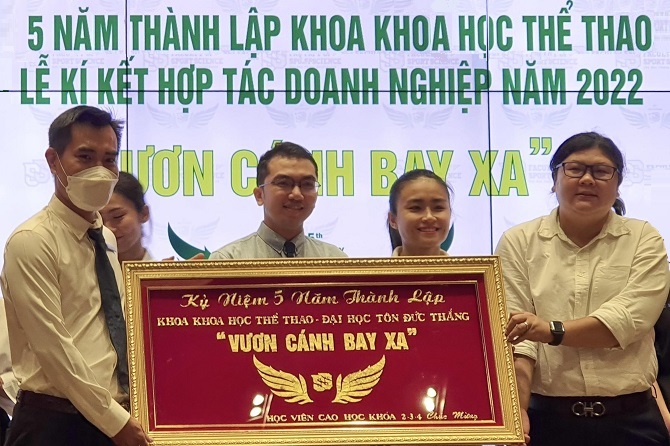 5 NĂM THÀNH LẬP KHOA KHOA HỌC THỂ THAO
LỄ KÍ KẾT HỢP TÁC DOANH NGHIỆP NĂM 2022
VƯƠN CÁNH BAY XA”
5th
Kỷ Niệm 5 Năm Thành Lập
KHOA KHOA HỌC THỂ THAO - ĐẠI HỌC TÔN ĐỨC THẮNG
“VƯƠN CÁNH BAY XA”
HỌC VIÊN CAO HỌC KHÓA 2-3-4 Chúc Mừng